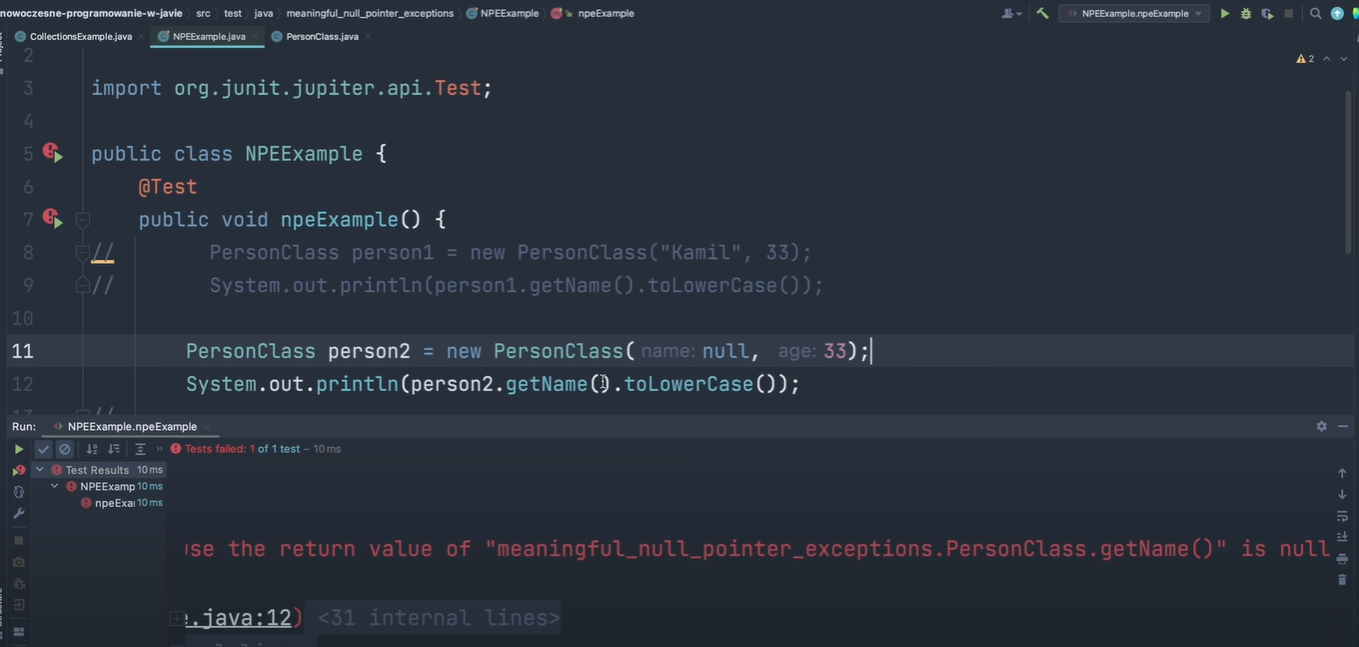 nowoczesne-programowanie-w-javie src test java meaningful_null_pointer_exceptions NPEExample npeExample NPEExample.npeExample
CollectionsExample.java NPEExample.java PersonClass.java
2
2
3 import org.junit.jupiter.api.Test;
4
5 public class NPEExample {
6 @Test
7 public void npeExample() {
8 // PersonClass person1 = new PersonClass("Kamil", 33);
9 // System.out.println(person1.getName().toLowerCase());
10
11 PersonClass person2 = new PersonClass( name: null, age: 33);
12 System.out.println(person2.getName().toLowerCase());
13 //
Run: NPEExample.npeExample
Tests failed: 1 of 1 test – 10 ms
Test Results 10 ms
NPEExamp 10 ms
npeExa 10 ms
use the return value of "meaningful_null_pointer_exceptions.PersonClass.getName()" is null
e.java:12) <31 internal lines>